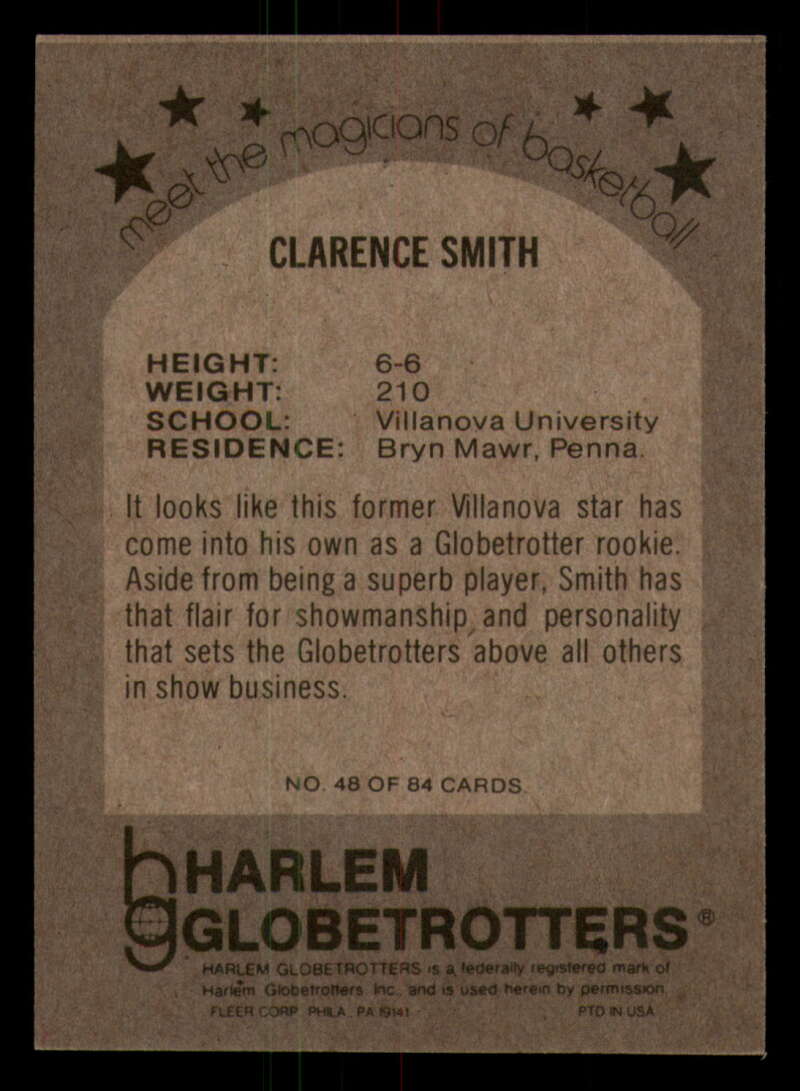 meet the magicians of basketball
CLARENCE SMITH
HEIGHT: 6-6
WEIGHT: 210
SCHOOL: Villanova University
RESIDENCE: Bryn Mawr, Penna.
It looks like this former Villanova star has
come into his own as a Globetrotter rookie.
Aside from being a superb player, Smith has
that flair for showmanship and personality
that sets the Globetrotters above all others
in show business.
NO. 48 OF 84 CARDS
hg HARLEM
GLOBETROTTERS®
HARLEM GLOBETROTTERS is a federally registered mark of
Harlem Globetrotters Inc., and is used herein by permission.
FLEER CORP. PHILA., PA 19141 PTD IN USA